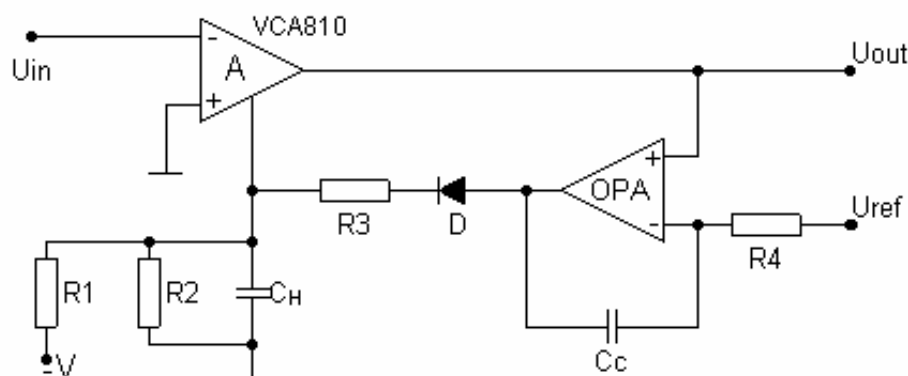 VCA810
-
Uin
A
+
Uout
+
OPA
-
Uref
R3
D
R4
R1
R2
CH
Cc
-V